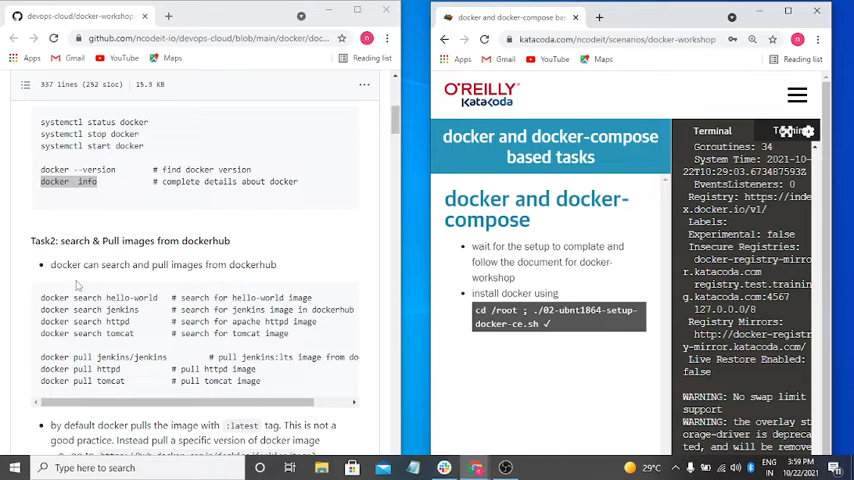 devops-cloud/docker-workshop
github.com/ncodeit/devops-cloud/blob/main/docker/doc...
n
Apps
Gmail
YouTube
Maps
Reading list
337 lines (252 sloc)
15.3 KB
systemctl status docker
systemctl stop docker
systemctl start docker
docker --version # find docker version
docker info # complete details about docker
Task2: search & Pull images from dockerhub
docker can search and pull images from dockerhub
docker search hello-world # search for hello-world image
docker search jenkins # search for jenkins image in dockerhub
docker search httpd # search for apache httpd image
docker search tomcat # search for tomcat image
docker pull jenkins/jenkins # pull jenkins:lts image from do
docker pull httpd # pull httpd image
docker pull tomcat # pull tomcat image
by default docker pulls the image with :latest tag. This is not a
good practice. Instead pull a specific version of docker image
docker and docker-compose bas
katacoda.com/ncodeit/scenarios/docker-workshop
n
Apps
Gmail
YouTube
Maps
Reading list
O'REILLY
Katacoda
docker and docker-compose
based tasks
docker and docker-
compose
wait for the setup to complate and
follow the document for docker-
workshop
install docker using
cd /root ; ./02-ubnt1864-setup-
docker-ce.sh ✓
Terminal
Goroutines: 34
System Time: 2021-10-
22T10:29:03.673487593Z
EventsListeners: 0
Registry: https://inde
x.docker.io/v1/
Labels:
Experimental: false
Insecure Registries:
docker-registry-mirro
r.katacoda.com
registry.test.trainin
g.katacoda.com:4567
127.0.0.0/8
Registry Mirrors:
http://docker-registr
y-mirror.katacoda.com/
Live Restore Enabled:
false
WARNING: No swap limit
support
WARNING: the overlay st
orage-driver is depreca
ted, and will be remove
Type here to search
29°C
ENG
IN
3:59 PM
10/22/2021